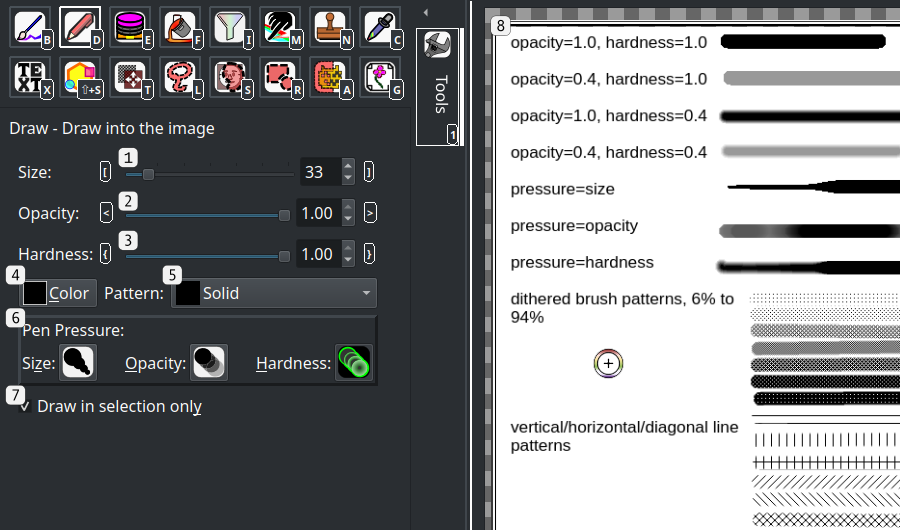 B D E F I M N C
TEXT X ⇧+S T L S R A G
Tools
1
Draw - Draw into the image
1
Size: [ 33 ]
2
Opacity: < 1.00 >
3
Hardness: { 1.00 }
4 5
Color Pattern: Solid
6
Pen Pressure:
Size: Opacity: Hardness:
7
✓ Draw in selection only
8
opacity=1.0, hardness=1.0
opacity=0.4, hardness=1.0
opacity=1.0, hardness=0.4
opacity=0.4, hardness=0.4
pressure=size
pressure=opacity
pressure=hardness
dithered brush patterns, 6% to
94%
vertical/horizontal/diagonal line
patterns